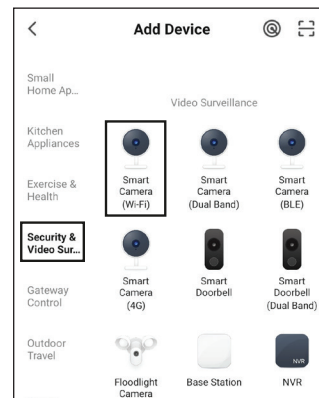 Add Device
Small
Home Ap...
Kitchen
Appliances
Exercise &
Health
Security &
Video Sur...
Gateway
Control
Outdoor
Travel
Video Surveillance
Smart
Camera
(Wi-Fi)
Smart
Camera
(Dual Band)
Smart
Camera
(BLE)
Smart
Camera
(4G)
Smart
Doorbell
Smart
Doorbell
(Dual Band)
Floodlight
Camera
Base Station
NVR
NVR